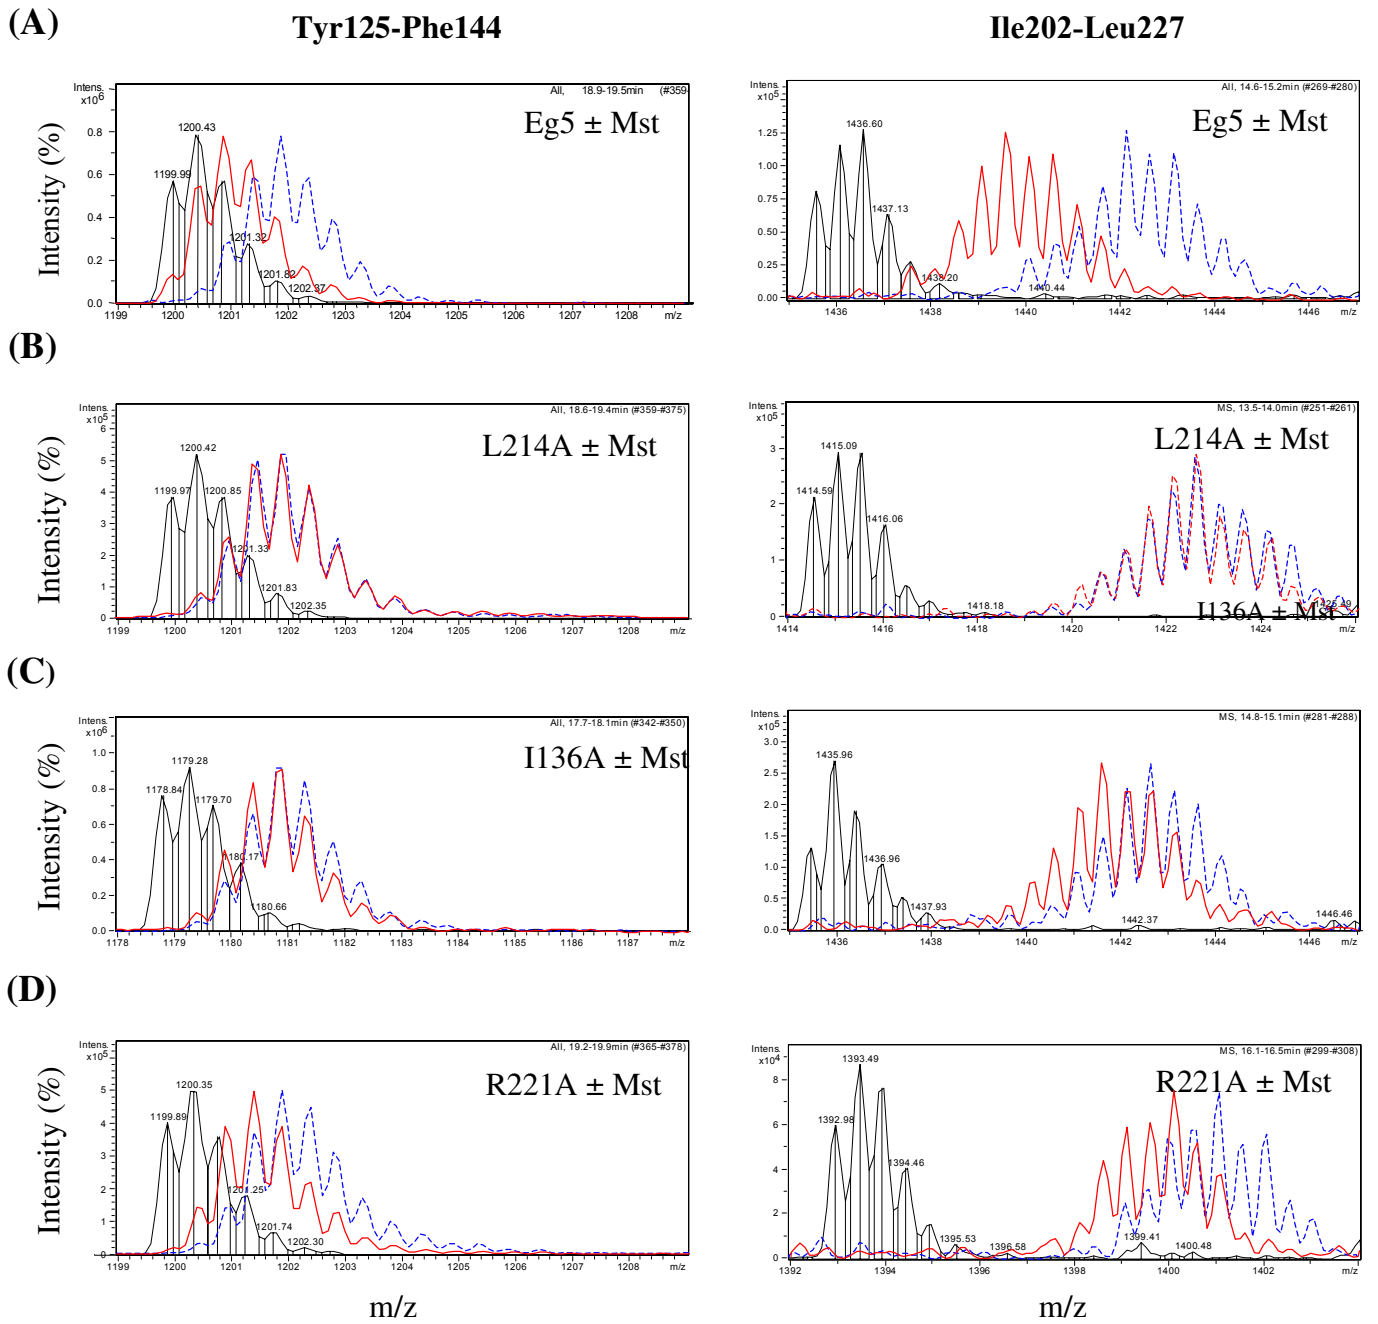 (A)
Tyr125-Phe144
Ile202-Leu227
Intens.
x10^6
All, 18.9-19.5min (#359-
Eg5 ± Mst
Intensity (%)
0.8
0.6
0.4
0.2
0.0
1200.43
1199.99
1201.32
1201.82
1202.37
1199 1200 1201 1202 1203 1204 1205 1206 1207 1208 m/z
Intens.
x10^5
All, 14.6-15.2min (#269-#280)
Eg5 ± Mst
1.25
1.00
0.75
0.50
0.25
0.00
1436.60
1437.13
1438.20
1440.44
1436 1438 1440 1442 1444 1446 m/z
(B)
Intens.
x10^5
All, 18.6-19.4min (#359-#375)
L214A ± Mst
Intensity (%)
6
5
4
3
2
1
0
1200.42
1199.97
1200.85
1201.33
1201.83
1202.35
1199 1200 1201 1202 1203 1204 1205 1206 1207 1208 m/z
Intens.
x10^5
MS, 13.5-14.0min (#251-#261)
L214A ± Mst
3
2
1
0
1415.09
1414.59
1416.06
1418.18
I136A ± Mst
1414 1416 1418 1420 1422 1424 m/z
(C)
Intens.
x10^6
All, 17.7-18.1min (#342-#350)
I136A ± Mst
Intensity (%)
1.0
0.8
0.6
0.4
0.2
0.0
1179.28
1178.84
1179.70
1180.17
1180.66
1178 1179 1180 1181 1182 1183 1184 1185 1186 1187 m/z
Intens.
x10^5
MS, 14.8-15.1min (#281-#288)
3.0
2.5
2.0
1.5
1.0
0.5
0.0
1435.96
1436.96
1437.93
1442.37
1446.46
1436 1438 1440 1442 1444 1446 m/z
(D)
Intens.
x10^5
All, 19.2-19.9min (#365-#378)
R221A ± Mst
Intensity (%)
6
5
4
3
2
1
0
1200.35
1199.89
1201.25
1201.74
1202.30
1199 1200 1201 1202 1203 1204 1205 1206 1207 1208 m/z
Intens.
x10^4
MS, 16.1-16.5min (#299-#308)
R221A ± Mst
8
6
4
2
0
1393.49
1392.98
1394.46
1395.53
1396.58
1399.41
1400.48
1392 1394 1396 1398 1400 1402 m/z
m/z
m/z